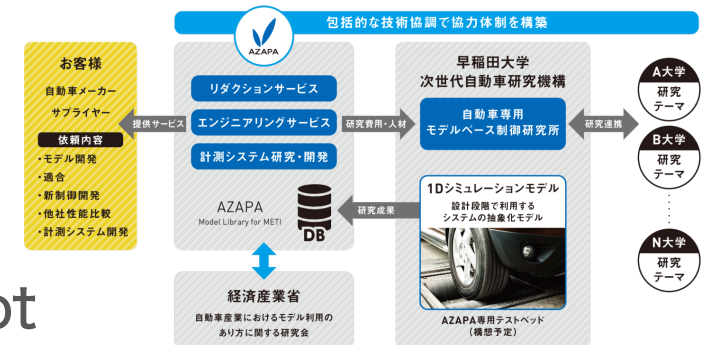 包括的な技術協調で協力体制を構築
AZAPA
お客様
自動車メーカー
サプライヤー
依頼内容
・モデル開発
・適合
・新制御開発
・他社性能比較
・計測システム開発
提供サービス
リダクションサービス
エンジニアリングサービス
計測システム研究・開発
AZAPA
Model Library for METI
DB
研究費用・人材
研究成果
早稲田大学
次世代自動車研究機構
自動車専用
モデルベース制御研究所
1Dシミュレーションモデル
設計段階で利用する
システムの抽象化モデル
AZAPA専用テストベッド
（構想予定）
研究連携
A大学
研究
テーマ
B大学
研究
テーマ
N大学
研究
テーマ
経済産業省
自動車産業におけるモデル利用の
あり方に関する研究会
ot